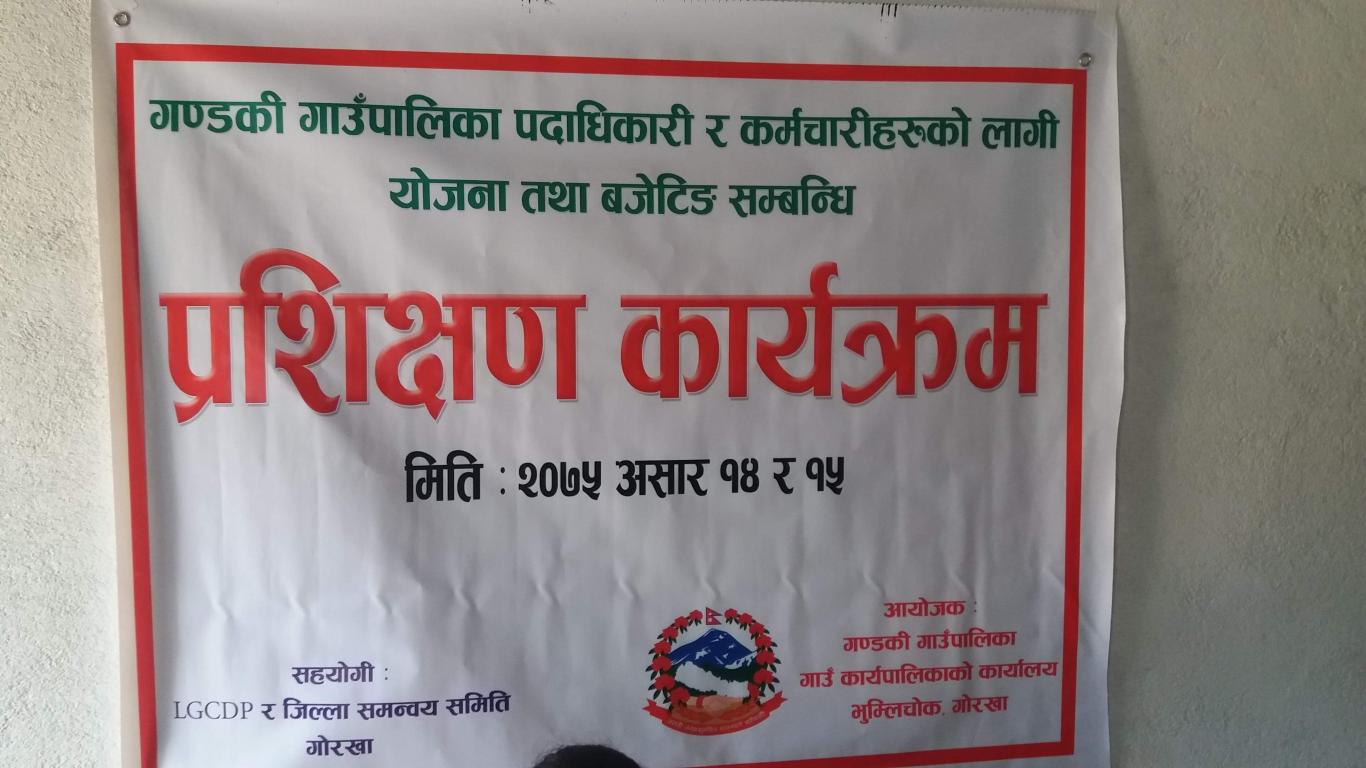 गण्डकी गाउँपालिका पदाधिकारी र कर्मचारीहरुको लागी
योजना तथा बजेटिङ सम्बन्धि
प्रशिक्षण कार्यक्रम
मिति : २०७५ असार १४ र १५
सहयोगी :
LGCDP र जिल्ला समन्वय समिति
गोरखा
आयोजक :
गण्डकी गाउँपालिका
गाउँ कार्यपालिकाको कार्यालय
भुम्लिचोक, गोरखा